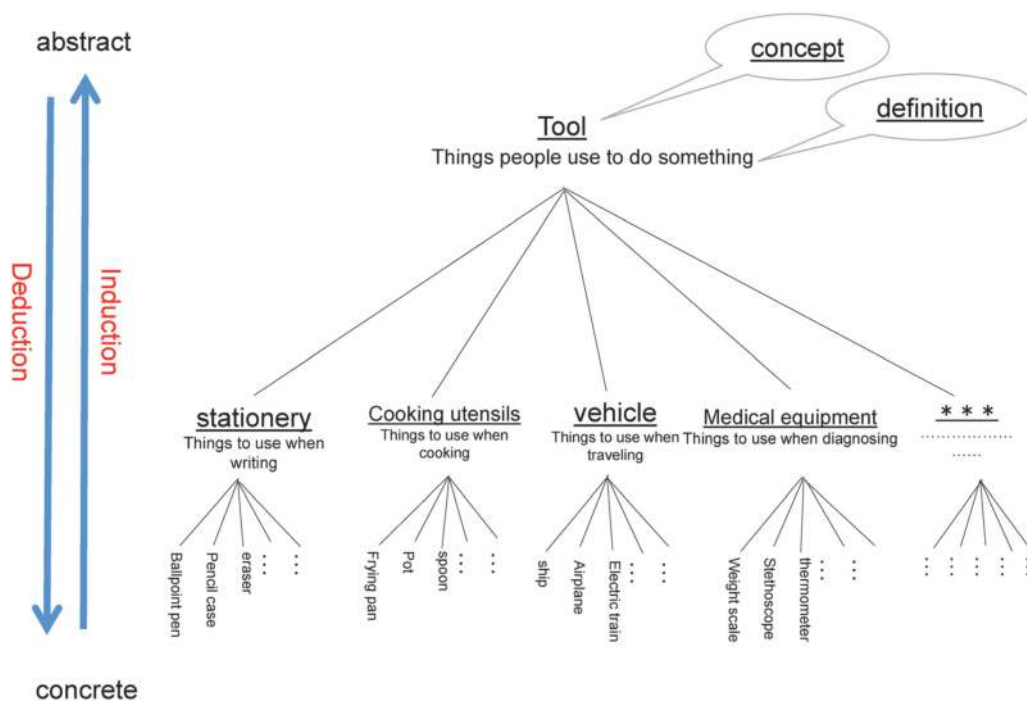 abstract
concept
definition
Tool
Things people use to do something
Deduction
Induction
stationery
Things to use when
writing
Cooking utensils
Things to use when
cooking
vehicle
Things to use when
traveling
Medical equipment
Things to use when diagnosing
* * *
....................
......
Ballpoint pen
Pencil case
eraser
...
...
Frying pan
Pot
spoon
...
...
ship
Airplane
Electric train
...
...
Weight scale
Stethoscope
thermometer
...
...
...
...
...
...
...
concrete